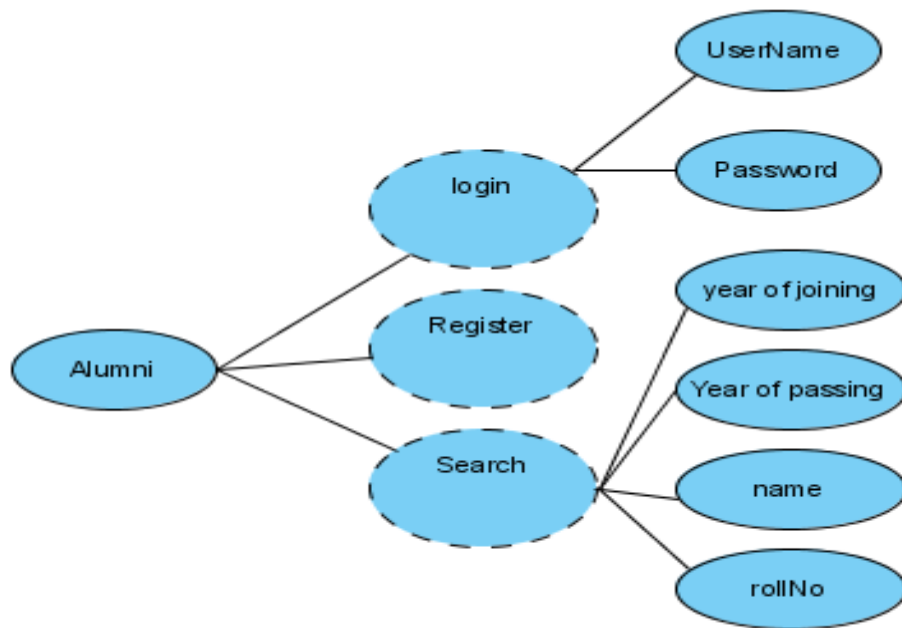 UserName
Password
login
year of joining
Register
Alumni
Year of passing
Search
name
rollNo